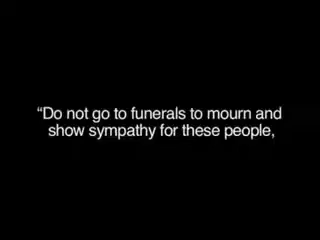 “Do not go to funerals to mourn and
show sympathy for these people,